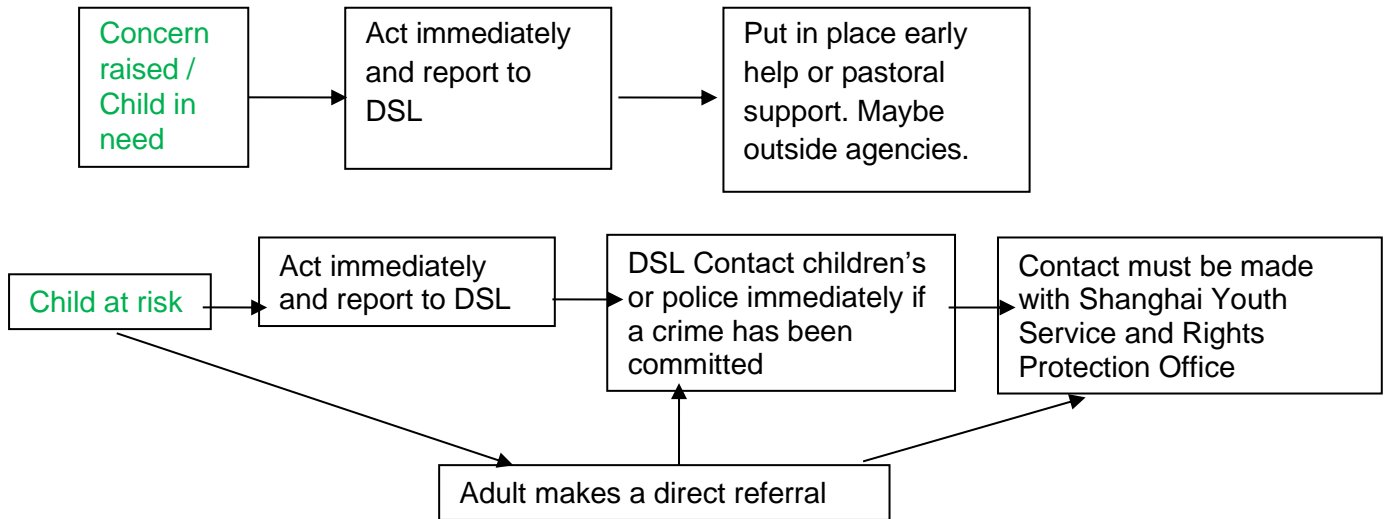 Concern
raised /
Child in
need
Act immediately
and report to
DSL
Put in place early
help or pastoral
support. Maybe
outside agencies.
Child at risk
Act immediately
and report to DSL
DSL Contact children's
or police immediately if
a crime has been
committed
Contact must be made
with Shanghai Youth
Service and Rights
Protection Office
Adult makes a direct referral